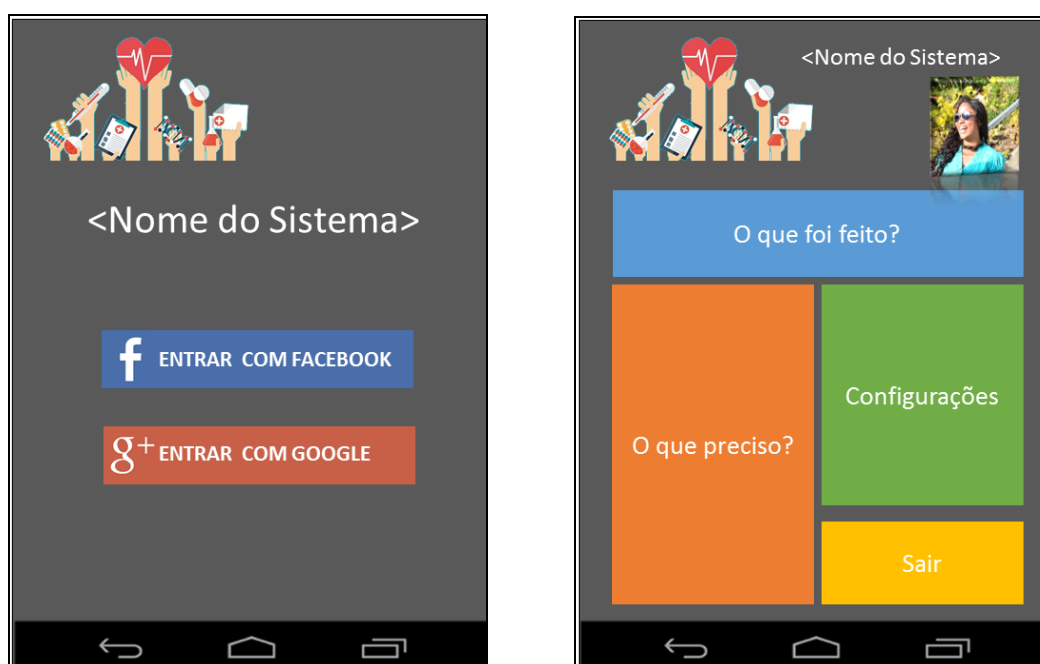 <Nome do Sistema>
f ENTRAR COM FACEBOOK
g+ ENTRAR COM GOOGLE
<Nome do Sistema>
O que foi feito?
O que preciso?
Configurações
Sair